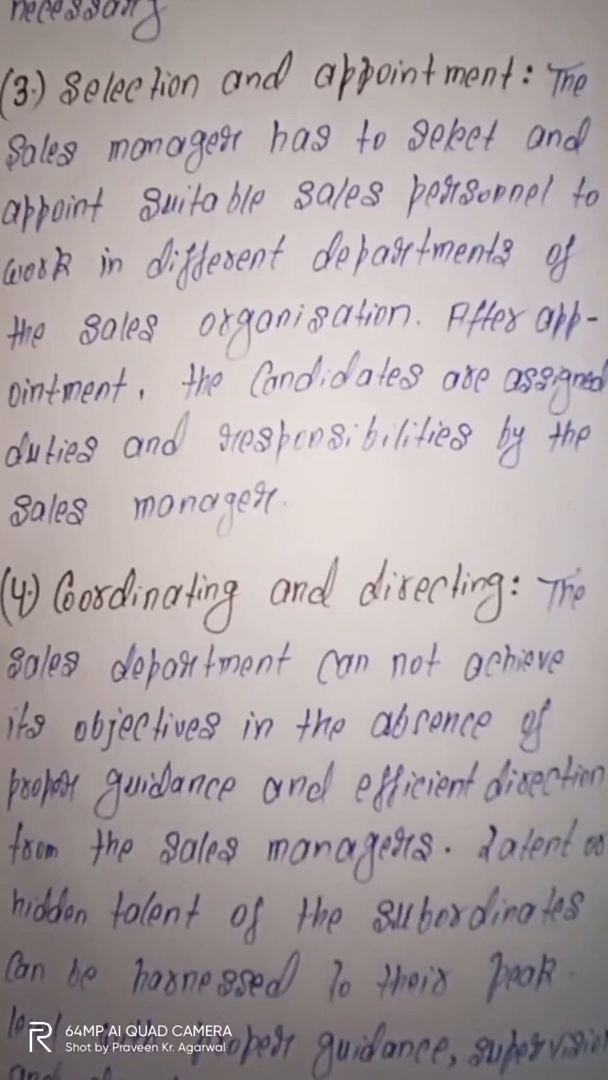 necessary
(3.) Selection and appointment: The
Sales manager has to select and
appoint suitable sales personnel to
work in different departments of
the sales organisation. After app-
ointment, the candidates are assigned
duties and responsibilities by the
sales manager.
(4.) Coordinating and directing: The
sales department can not achieve
its objectives in the absence of
proper guidance and efficient direction
from the sales managers. Latent or
hidden talent of the subordinates
can be harnessed to their peak
proper guidance, supervision
64MP AI QUAD CAMERA
Shot by Praveen Kr. Agarwal